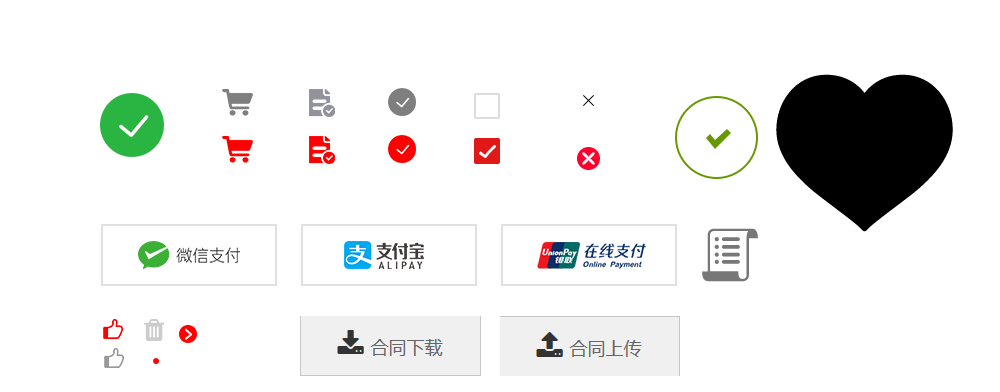 微信支付
支付宝
ALIPAY
UnionPay
银联
在线支付
Online Payment
合同下载
合同上传